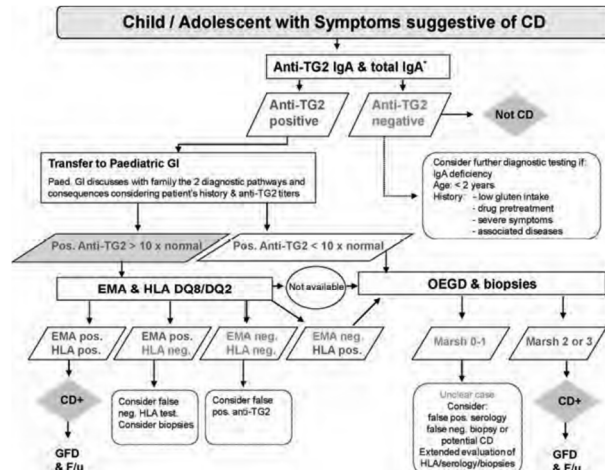 Child / Adolescent with Symptoms suggestive of CD
Anti-TG2 IgA & total IgA*
Anti-TG2
positive
Anti-TG2
negative
Not CD
Transfer to Paediatric GI
Paed. GI discusses with family the 2 diagnostic pathways and
consequences considering patient's history & anti-TG2 titers
Consider further diagnostic testing if:
IgA deficiency
Age: < 2 years
History: - low gluten intake
- drug pretreatment
- severe symptoms
- associated diseases
Pos. Anti-TG2 > 10 x normal
Pos. Anti-TG2 < 10 x normal
EMA & HLA DQ8/DQ2
Not available
OEGD & biopsies
EMA pos.
HLA pos.
EMA pos.
HLA neg.
EMA neg.
HLA neg.
EMA neg.
HLA pos.
Marsh 0-1
Marsh 2 or 3
CD+
Consider false
neg. HLA test.
Consider biopsies
Consider false
pos. anti-TG2
Unclear case
Consider:
false pos. serology
false neg. biopsy or
potential CD
Extended evaluation of
HLA/serology/biopsies
CD+
GFD
& F/u
GFD
& F/u